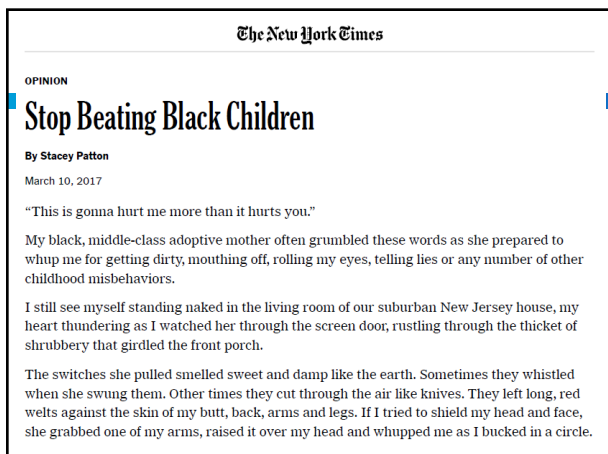 The New York Times
OPINION
Stop Beating Black Children
By Stacey Patton
March 10, 2017
“This is gonna hurt me more than it hurts you.”
My black, middle-class adoptive mother often grumbled these words as she prepared to
whup me for getting dirty, mouthing off, rolling my eyes, telling lies or any number of other
childhood misbehaviors.
I still see myself standing naked in the living room of our suburban New Jersey house, my
heart thundering as I watched her through the screen door, rustling through the thicket of
shrubbery that girdled the front porch.
The switches she pulled smelled sweet and damp like the earth. Sometimes they whistled
when she swung them. Other times they cut through the air like knives. They left long, red
welts against the skin of my butt, back, arms and legs. If I tried to shield my head and face,
she grabbed one of my arms, raised it over my head and whupped me as I bucked in a circle.